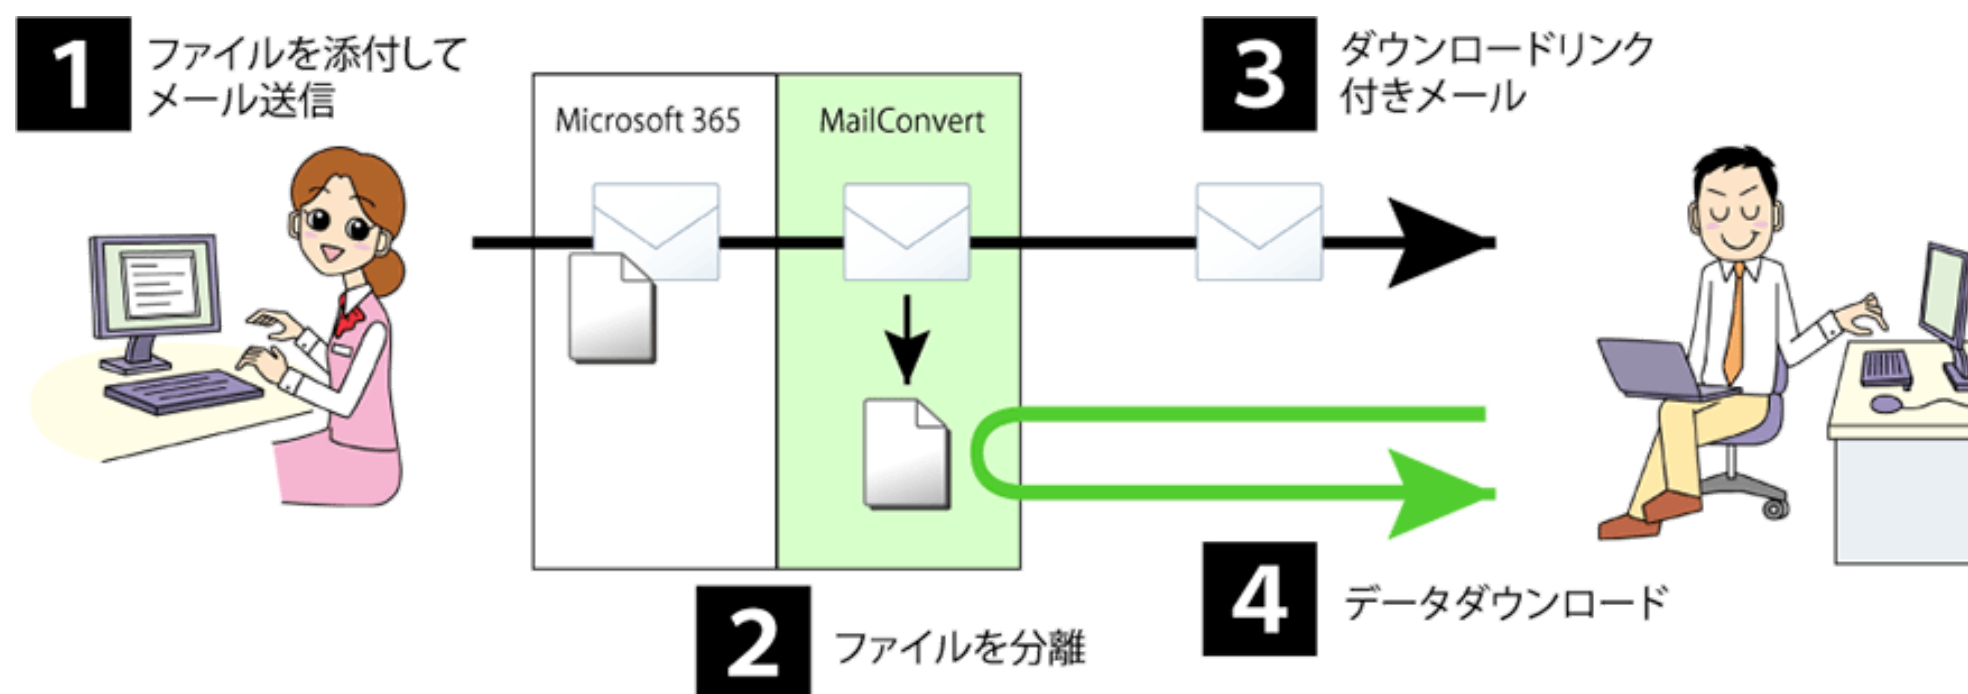 1
ファイルを添付して
メール送信
Microsoft 365
MailConvert
2
ファイルを分離
3
ダウンロードリンク
付きメール
4
データダウンロード